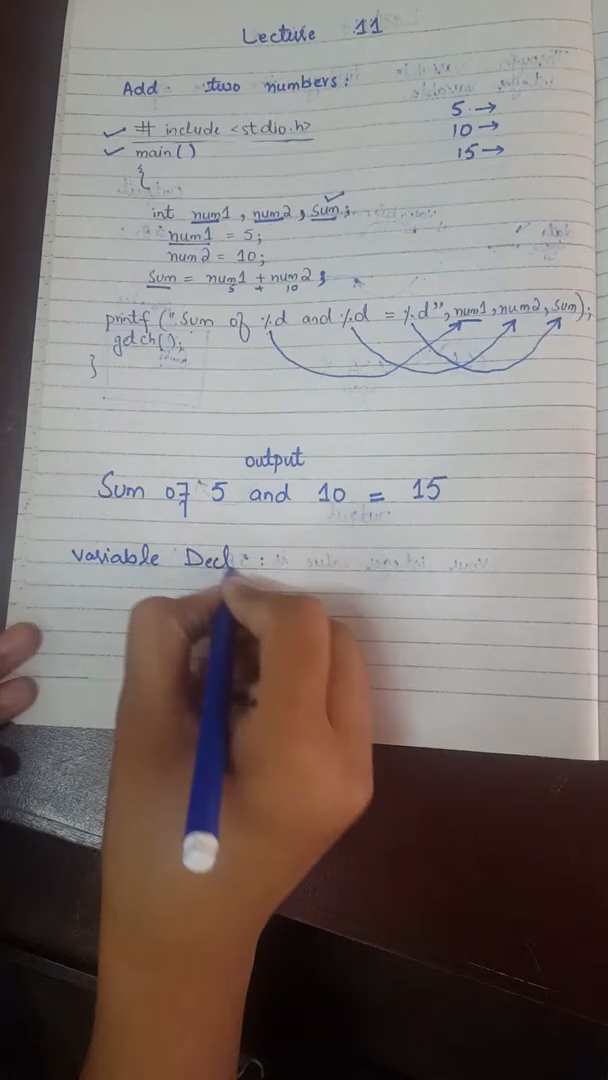 Lecture 11
Add two numbers:
5 →
# include <stdio.h>
10 →
main()
15 →
{
int num1, num2, sum;
num1 = 5;
num2 = 10;
sum = num1 + num2;
5 + 10
printf ("Sum of %d and %d = %d", num1, num2, sum);
getch();
}
output
Sum of 5 and 10 = 15
variable Decl